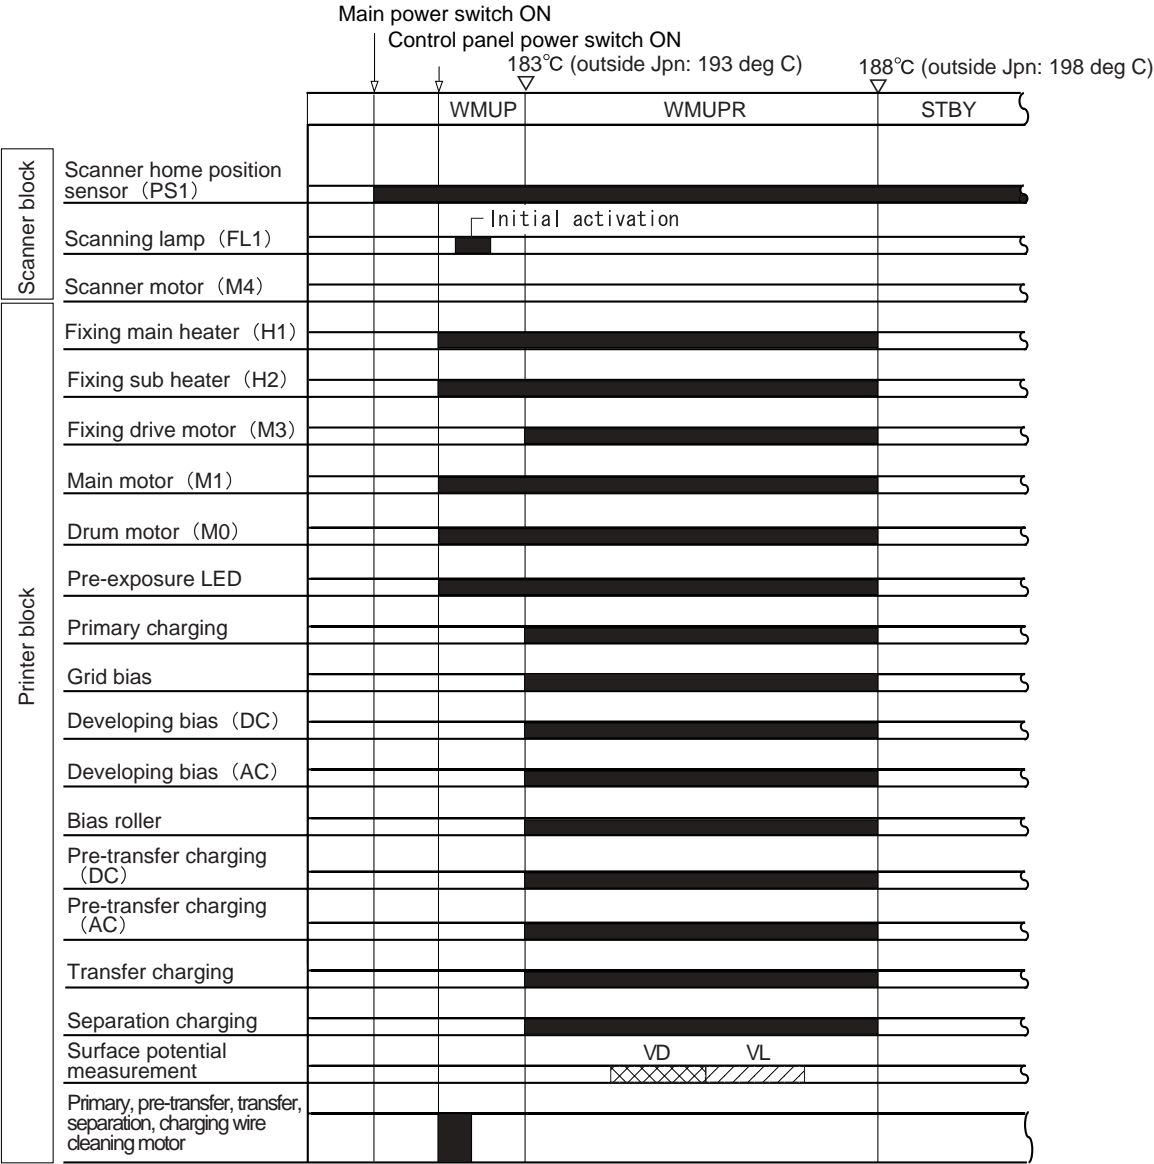 Main power switch ON
Control panel power switch ON
183℃ (outside Jpn: 193 deg C)
188℃ (outside Jpn: 198 deg C)
WMUP
WMUPR
STBY
Scanner block
Scanner home position
sensor（PS1）
Initial activation
Scanning lamp（FL1）
Scanner motor（M4）
Printer block
Fixing main heater（H1）
Fixing sub heater（H2）
Fixing drive motor（M3）
Main motor（M1）
Drum motor（M0）
Pre-exposure LED
Primary charging
Grid bias
Developing bias（DC）
Developing bias（AC）
Bias roller
Pre-transfer charging
（DC）
Pre-transfer charging
（AC）
Transfer charging
Separation charging
Surface potential
measurement
VD
VL
Primary, pre-transfer, transfer,
separation, charging wire
cleaning motor